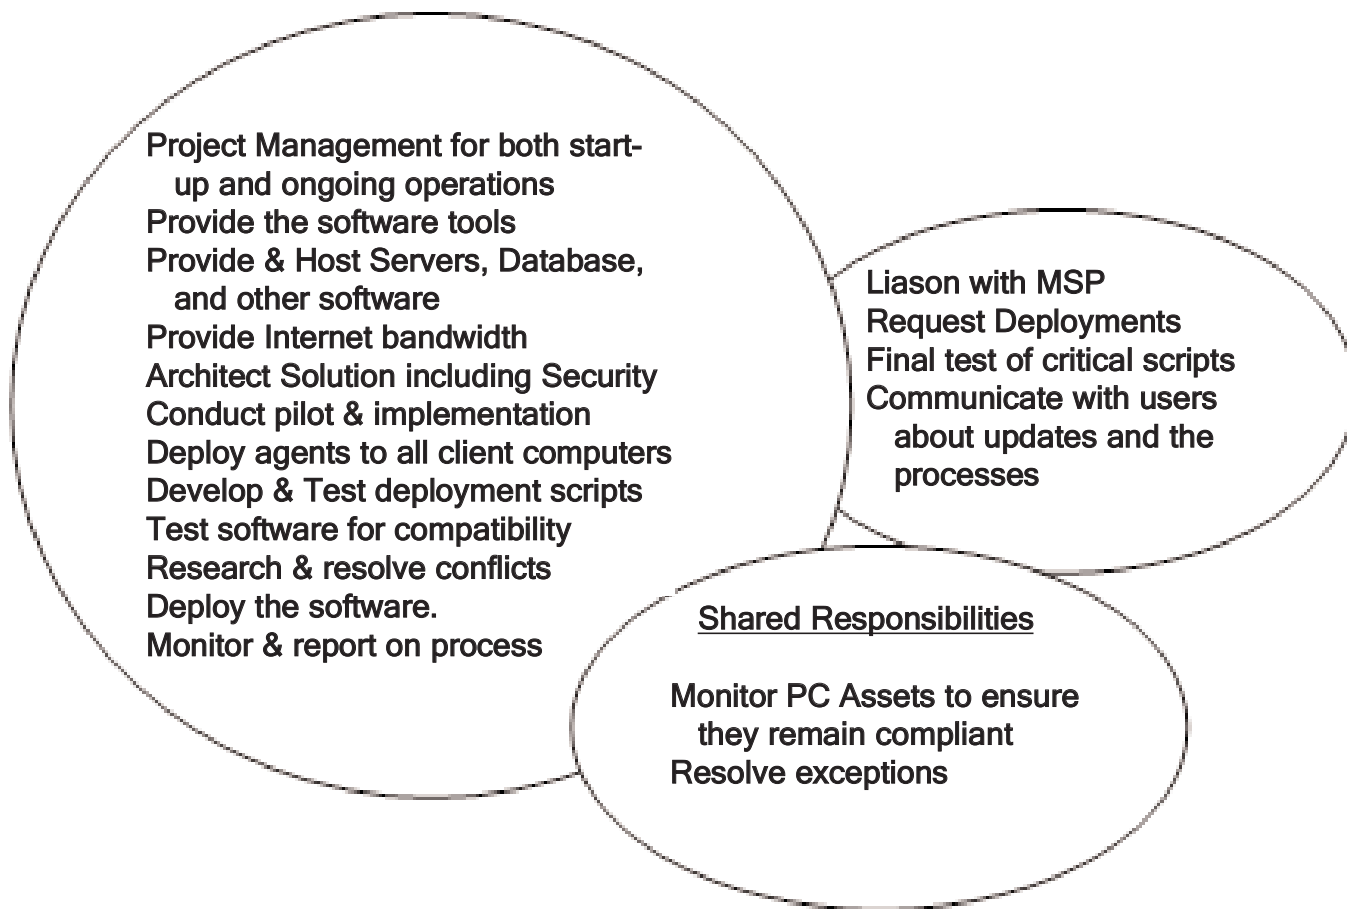 Project Management for both start-
up and ongoing operations
Provide the software tools
Provide & Host Servers, Database,
and other software
Provide Internet bandwidth
Architect Solution including Security
Conduct pilot & implementation
Deploy agents to all client computers
Develop & Test deployment scripts
Test software for compatibility
Research & resolve conflicts
Deploy the software.
Monitor & report on process
Liason with MSP
Request Deployments
Final test of critical scripts
Communicate with users
about updates and the
processes
Shared Responsibilities
Monitor PC Assets to ensure
they remain compliant
Resolve exceptions